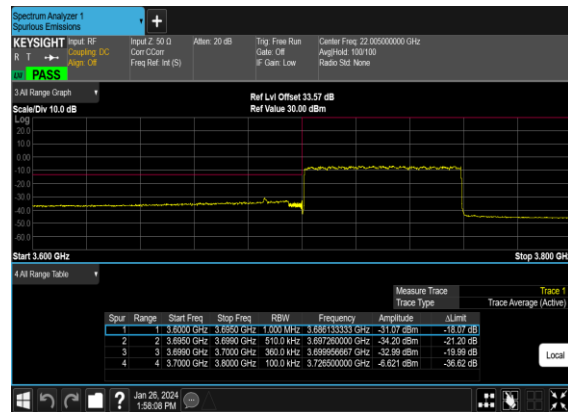 Spectrum Analyzer 1
Spurious Emissions
KEYSIGHT Input: RF Input Z: 50 Ω Atten: 20 dB Trig: Free Run Center Freq: 22.005000000 GHz
R T Coupling: DC Corr CCorr Gate: Off Avg|Hold: 100/100
Align: Off Freq Ref: Int (S) IF Gain: Low Radio Std: None
PASS
3 All Range Graph
Ref Lvl Offset 33.57 dB
Scale/Div 10.0 dB Ref Value 30.00 dBm
Log
20.0
10.0
0.00
-10.0
-20.0
-30.0
-40.0
-50.0
-60.0
Start 3.600 GHz Stop 3.800 GHz
4 All Range Table
Measure Trace Trace 1
Trace Type Trace Average (Active)
Spur Range Start Freq Stop Freq RBW Frequency Amplitude ΔLimit
1 1 3.6000 GHz 3.6950 GHz 1.000 MHz 3.686133333 GHz -31.07 dBm -18.07 dB
2 2 3.6950 GHz 3.6990 GHz 510.0 kHz 3.697260000 GHz -34.20 dBm -21.20 dB
3 3 3.6990 GHz 3.7000 GHz 360.0 kHz 3.699956667 GHz -32.99 dBm -19.99 dB
4 4 3.7000 GHz 3.8000 GHz 100.0 kHz 3.726500000 GHz -6.621 dBm -36.62 dB
Local
? Jan 26, 2024
1:58:08 PM